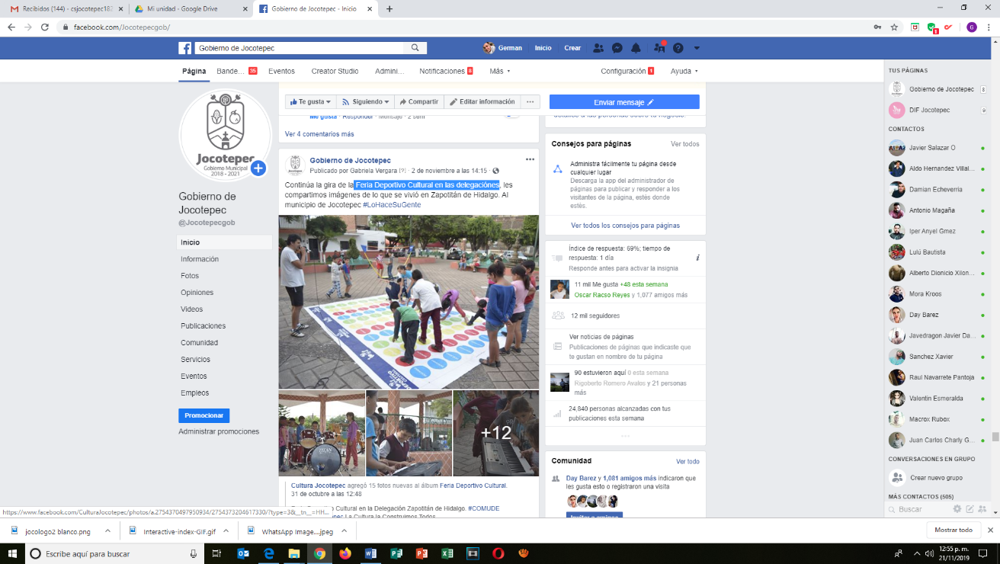 Recibidos (144) - csjocotepec182
Mi unidad - Google Drive
Gobierno de Jocotepec - Inicio
facebook.com/Jocotepecgob/
Gobierno de Jocotepec
German
Inicio
Crear
Página
Bande... 35
Eventos
Creator Studio
Admini...
Notificaciones 8
Más
Configuración 1
Ayuda
Te gusta
Siguiendo
Compartir
Editar información
Enviar mensaje
Jocotepec
Gobierno Municipal
2018 - 2021
Gobierno de
Jocotepec
@Jocotepecgob
Inicio
Información
Fotos
Opiniones
Videos
Publicaciones
Comunidad
Servicios
Eventos
Empleos
Promocionar
Administrar promociones
Me gusta · Responder · Mensaje · 2 sem
Ver 4 comentarios más
Gobierno de Jocotepec
Publicado por Gabriela Vergara [?] · 2 de noviembre a las 14:15 ·
Continúa la gira de la Feria Deportivo Cultural en las delegaciónes, les
compartimos imágenes de lo que se vivió en Zapotitán de Hidalgo. Al
municipio de Jocotepec #LoHaceSuGente
+12
Cultura Jocotepec agregó 15 fotos nuevas al álbum Feria Deportivo Cultural.
31 de octubre a las 12:48
Cultural en la Delegación Zapotitán de Hidalgo. #COMUDE
Consejos para páginas
Ver todos
Administra fácilmente tu página desde
cualquier lugar
Descarga la app del administrador de
páginas para publicar y responder a los
visitantes de la página, estés donde
estés.
Ver todos los consejos para páginas
Índice de respuesta: 69%; tiempo de
respuesta: 1 día
Responde antes para activar la insignia
11 mil Me gusta +48 esta semana
Oscar Racso Reyes y 1,077 amigos más
12 mil seguidores
Ver noticias de páginas
Publicaciones de páginas que indicaste que
te gustan en nombre de tu página
90 estuvieron aquí 0 esta semana
Rigoberto Romero Avalos y 21 personas
más
24,840 personas alcanzadas con tus
publicaciones esta semana
Comunidad
Ver todo
Day Barez y 1,081 amigos más indicaron que
les gusta esto o registraron una visita
TUS PÁGINAS
Gobierno de Jocotepec
DIF Jocotepec
CONTACTOS
Javier Salazar O
Aldo Hernandez Villal...
Damian Echeverria
Antonio Magaña
Iper Anyel Gmez
Lulú Bautista
Alberto Dionicio Xilon...
Mora Kroos
Day Barez
Javedragon Javier Da...
Sanchez Xavier
Raul Navarrete Pantoja
Valentin Esmeralda
Macrox Rubox
Juan Carlos Charly G...
CONVERSACIONES EN GRUPO
Crear nuevo grupo
MÁS CONTACTOS (505)
Buscar
https://www.facebook.com/CulturaJocotepec/photos/a.2754370497950934/2754373204617330/?type=3&__tn__=HH...
jocologo2 blanco.png
Interactive-index-GIF.gif
WhatsApp Image....jpeg
Mostrar todo
Escribe aquí para buscar
12:55 p. m.
21/11/2019